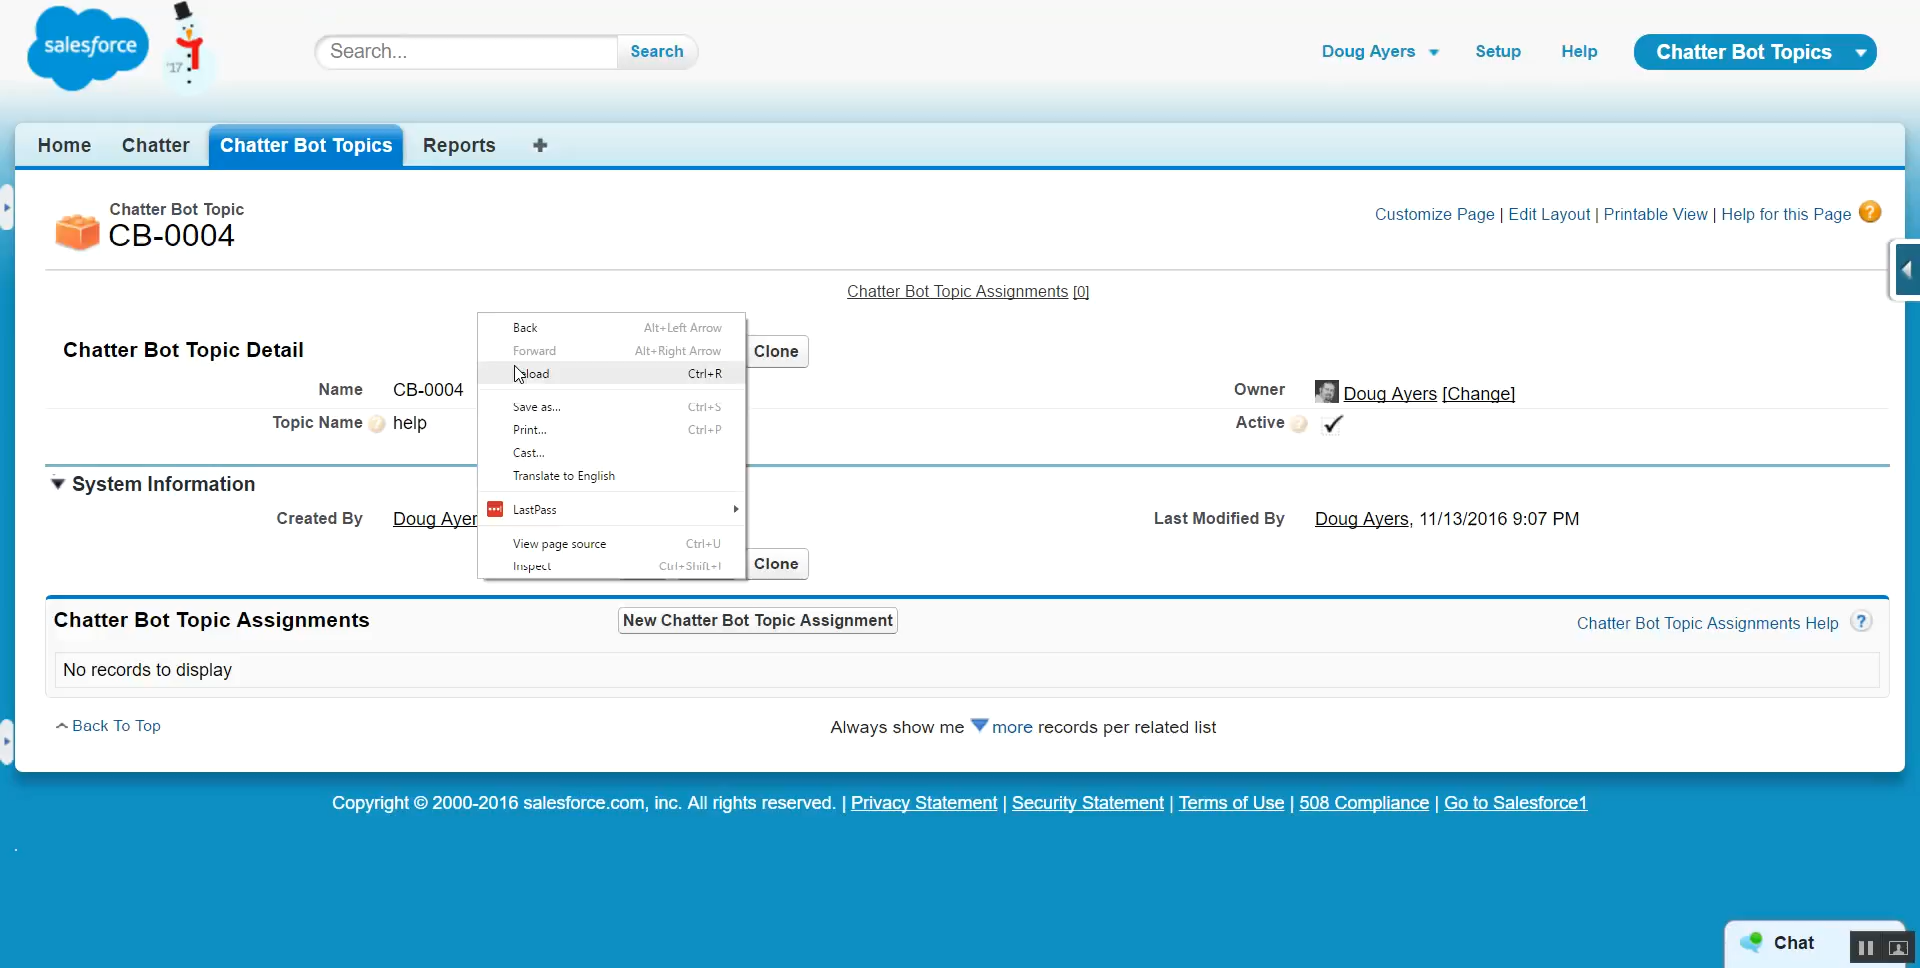 salesforce
'17
Search...
Search
Doug Ayers
Setup
Help
Chatter Bot Topics
Home
Chatter
Chatter Bot Topics
Reports
Chatter Bot Topic
CB-0004
Customize Page | Edit Layout | Printable View | Help for this Page
Chatter Bot Topic Assignments [0]
Chatter Bot Topic Detail
Clone
Name CB-0004
Owner Doug Ayers [Change]
Topic Name help
Active
Back Alt+Left Arrow
Forward Alt+Right Arrow
load Ctrl+R
Save as... Ctrl+S
Print... Ctrl+P
Cast...
Translate to English
LastPass
View page source Ctrl+U
Inspect Ctrl+Shift+I
System Information
Created By Doug Ayer
Last Modified By Doug Ayers, 11/13/2016 9:07 PM
Clone
Chatter Bot Topic Assignments
New Chatter Bot Topic Assignment
Chatter Bot Topic Assignments Help ?
No records to display
Back To Top
Always show me more records per related list
Copyright © 2000-2016 salesforce.com, inc. All rights reserved. | Privacy Statement | Security Statement | Terms of Use | 508 Compliance | Go to Salesforce1
Chat